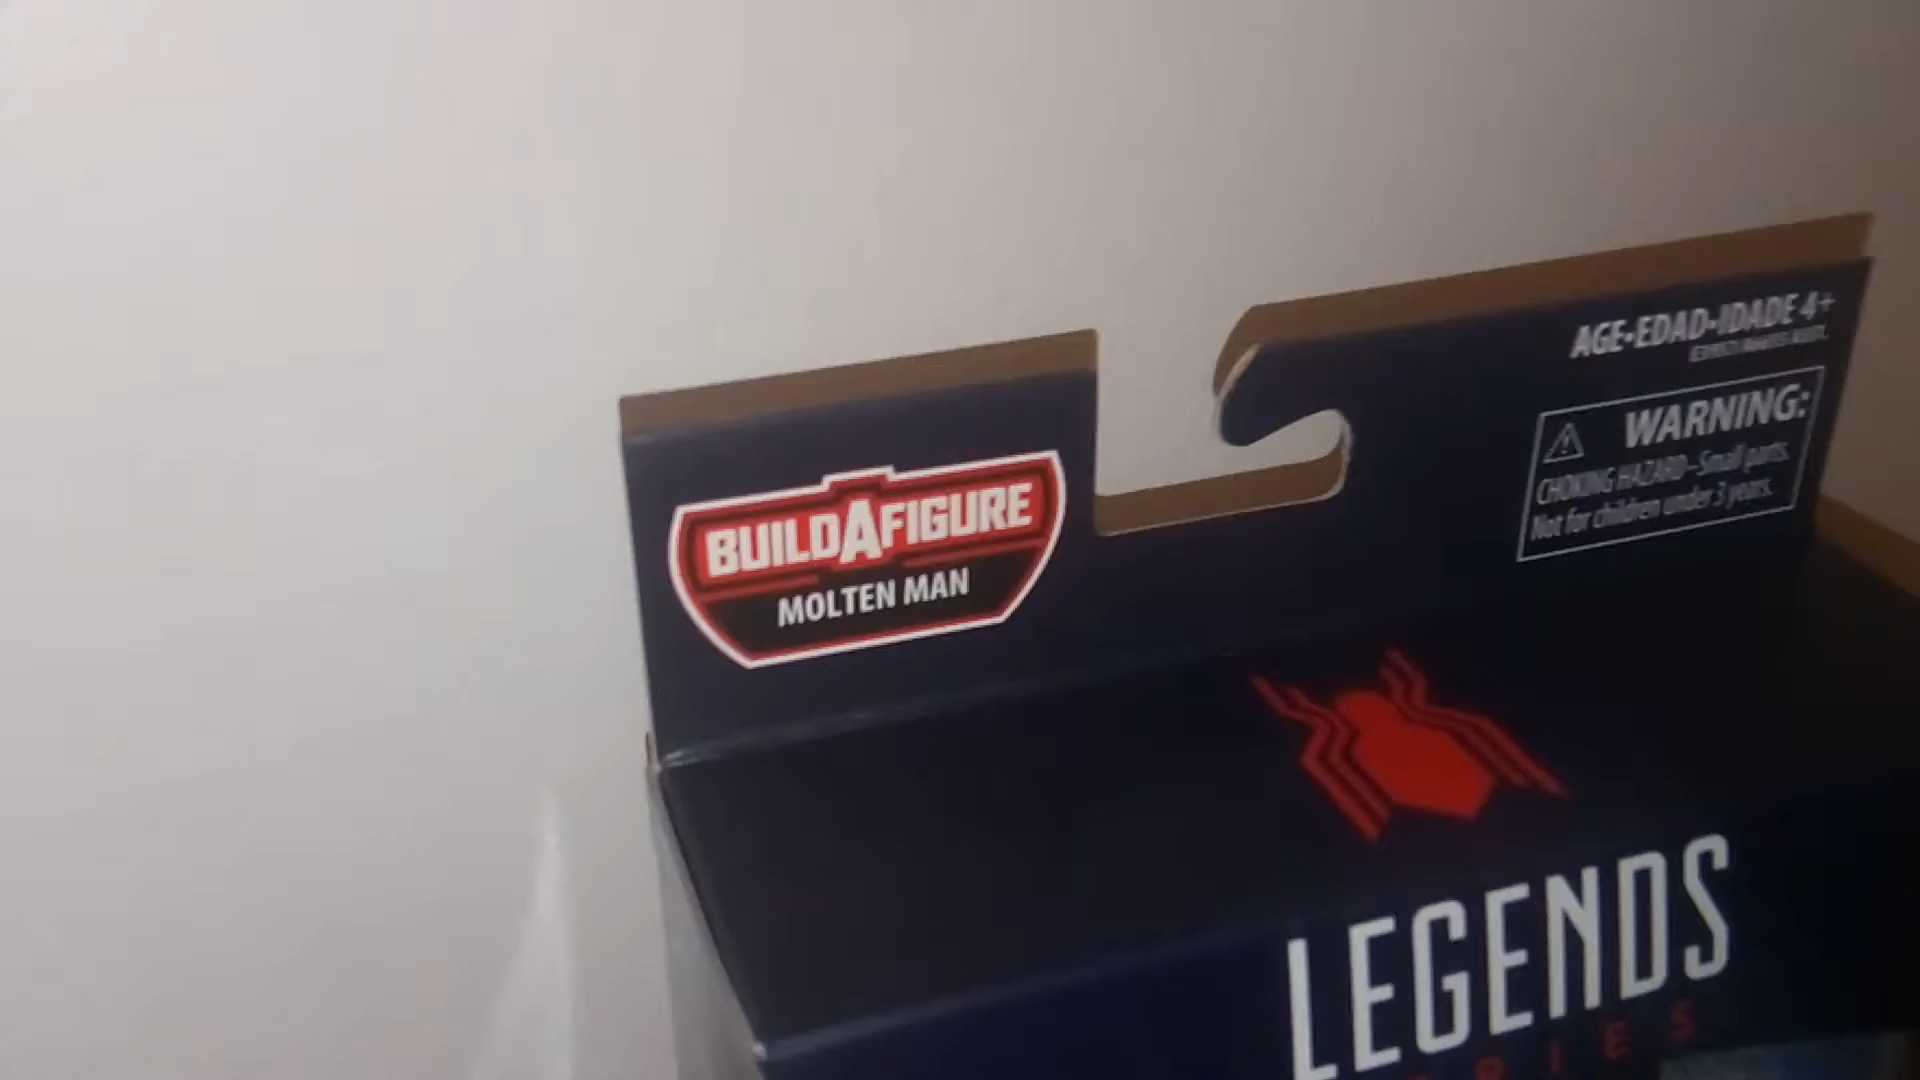 AGE•EDAD•IDADE 4+
WARNING:
CHOKING HAZARD–Small parts.
Not for children under 3 years.
BUILDAFIGURE
MOLTEN MAN
LEGENDS